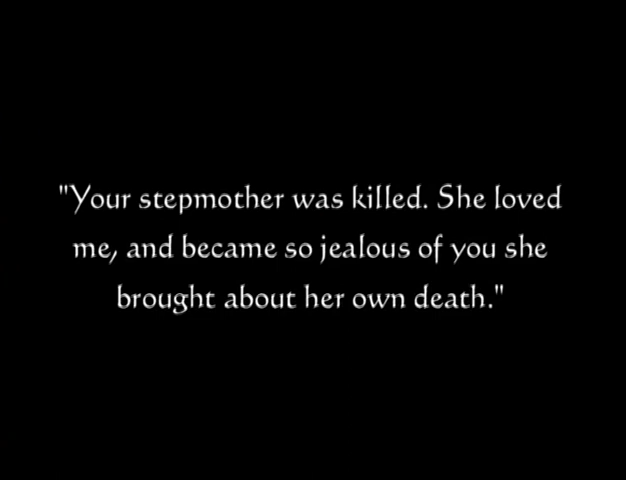 "Your stepmother was killed. She loved
me, and became so jealous of you she
brought about her own death."